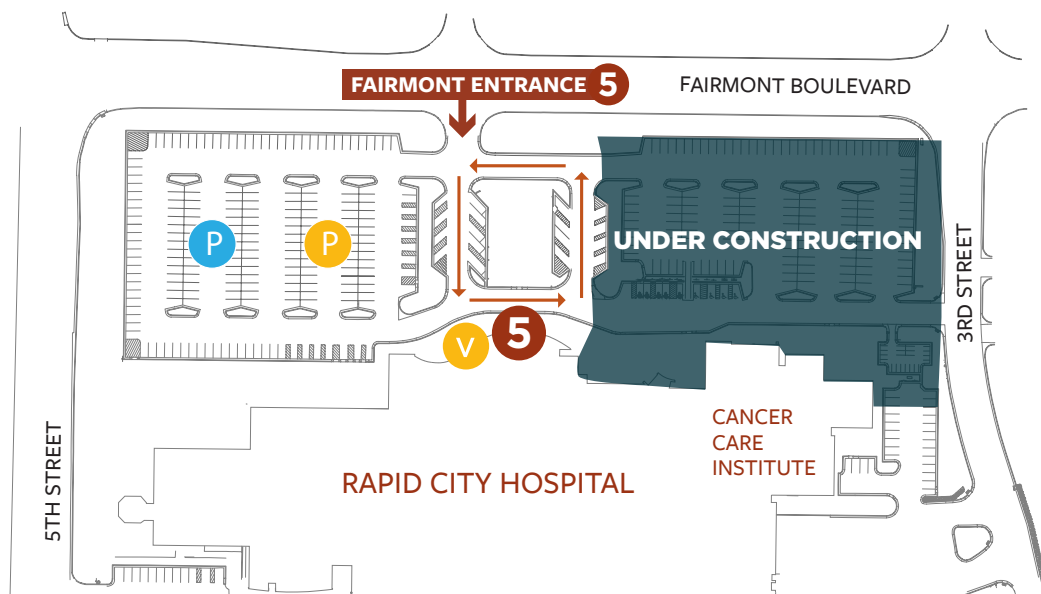 FAIRMONT ENTRANCE 5
FAIRMONT BOULEVARD
P
P
UNDER CONSTRUCTION
3RD STREET
V
5
CANCER
CARE
INSTITUTE
RAPID CITY HOSPITAL
5TH STREET